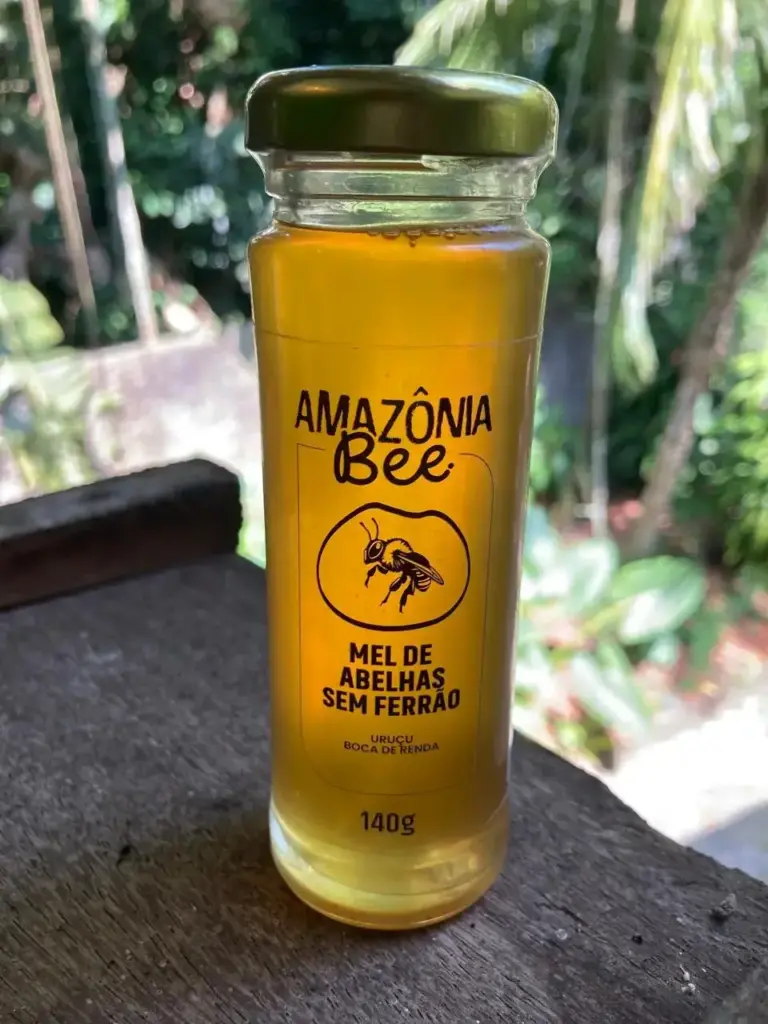 AMAZÔNIA
Bee
MEL DE
ABELHAS
SEM FERRÃO
URUÇU
BOCA DE RENDA
140g